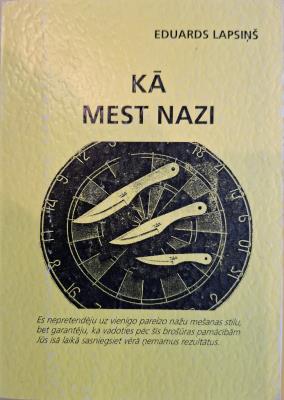 EDUARDS LAPSIŅŠ
KĀ
MEST NAZI
Es nepretendēju uz vienīgo pareizo nažu mešanas stilu,
bet garantēju, ka vadoties pēc šīs brošūras pamācībām
Jūs īsā laikā sasniegsiet vērā ņemamus rezultātus.